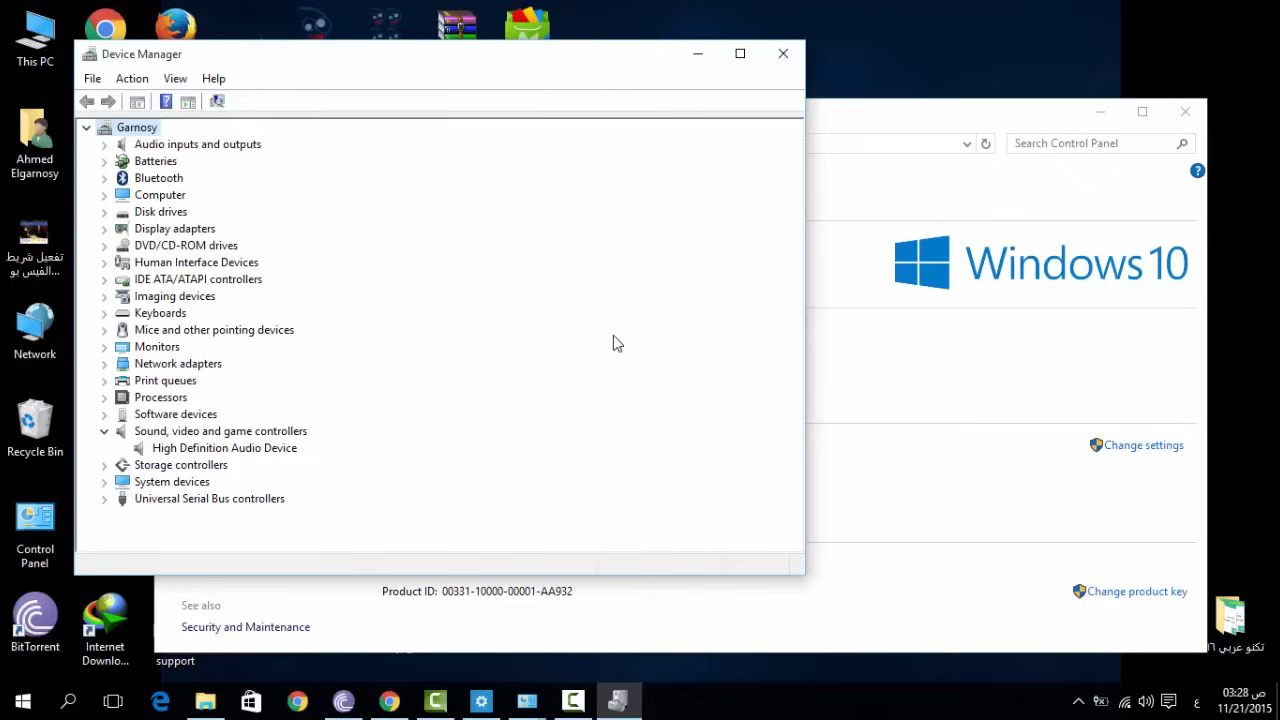 This PC
Ahmed
Elgarnosy
تفعيل شريط
الفيس بو...
Network
Recycle Bin
Control
Panel
BitTorrent
Internet
Downlo...
support
Device Manager
File Action View Help
Garnosy
Audio inputs and outputs
Batteries
Bluetooth
Computer
Disk drives
Display adapters
DVD/CD-ROM drives
Human Interface Devices
IDE ATA/ATAPI controllers
Imaging devices
Keyboards
Mice and other pointing devices
Monitors
Network adapters
Print queues
Processors
Software devices
Sound, video and game controllers
High Definition Audio Device
Storage controllers
System devices
Universal Serial Bus controllers
Search Control Panel
Windows 10
Change settings
Product ID: 00331-10000-00001-AA932
Change product key
See also
Security and Maintenance
تكنو عربي ١٦
ع
03:28 ص
11/21/2015